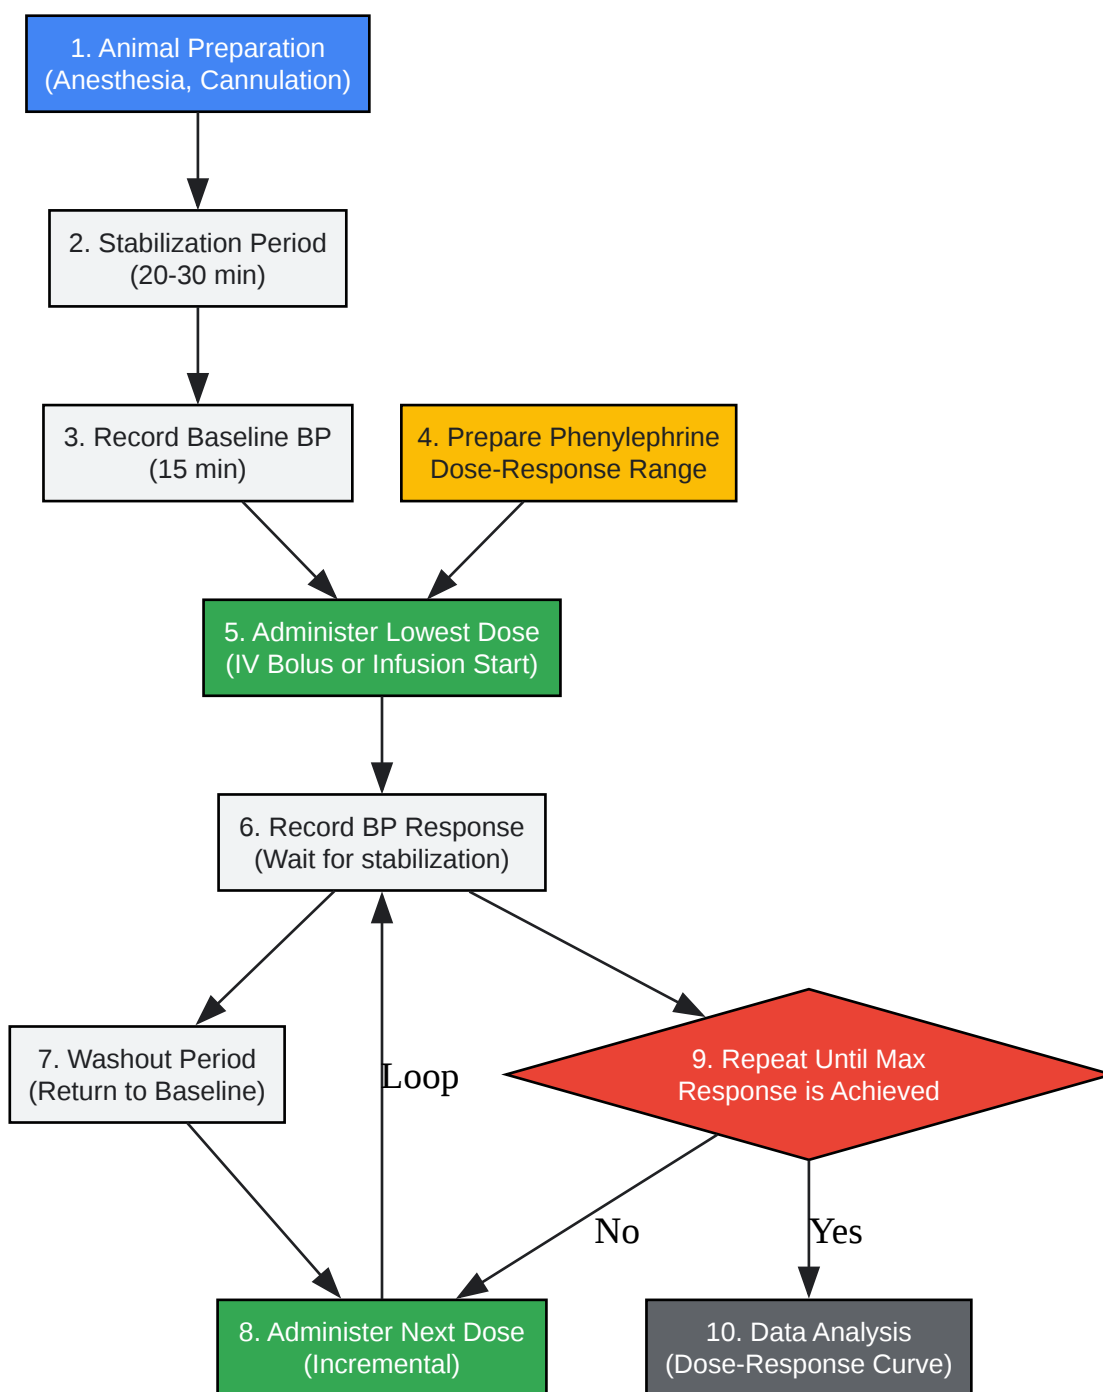 1. Animal Preparation
(Anesthesia, Cannulation)
2. Stabilization Period
(20-30 min)
3. Record Baseline BP
(15 min)
4. Prepare Phenylephrine
Dose-Response Range
5. Administer Lowest Dose
(IV Bolus or Infusion Start)
6. Record BP Response
(Wait for stabilization)
7. Washout Period
(Return to Baseline)
Loop
9. Repeat Until Max
Response is Achieved
No
Yes
8. Administer Next Dose
(Incremental)
10. Data Analysis
(Dose-Response Curve)